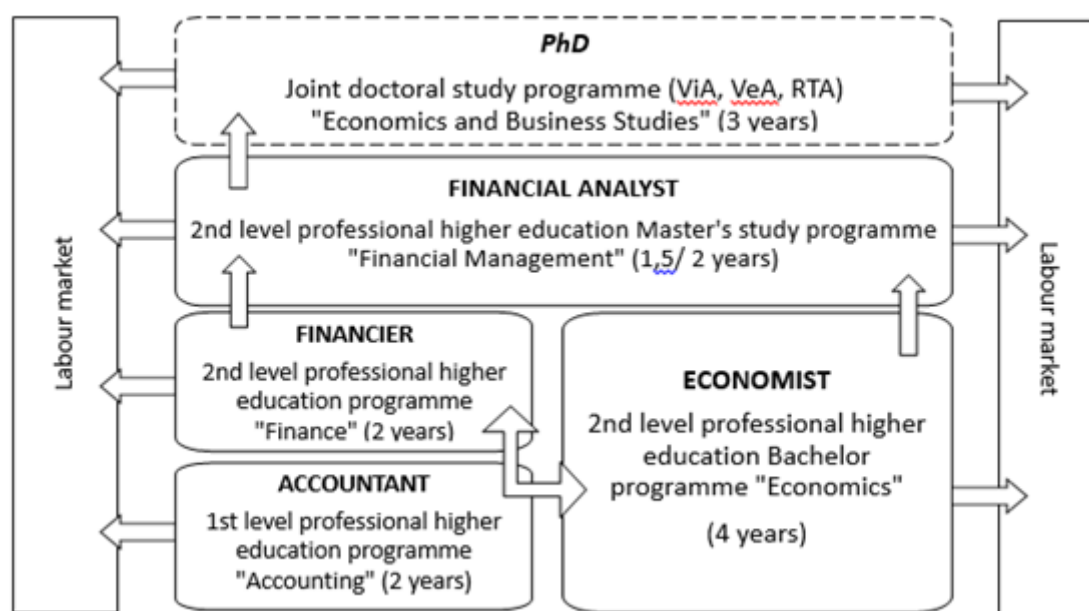 PhD
Joint doctoral study programme (ViA, VeA, RTA)
"Economics and Business Studies" (3 years)
FINANCIAL ANALYST
2nd level professional higher education Master's study programme
"Financial Management" (1,5/ 2 years)
Labour market
FINANCIER
2nd level professional higher
education programme
"Finance" (2 years)
ACCOUNTANT
1st level professional higher
education programme
"Accounting" (2 years)
ECONOMIST
2nd level professional higher
education Bachelor
programme "Economics"
(4 years)
Labour market